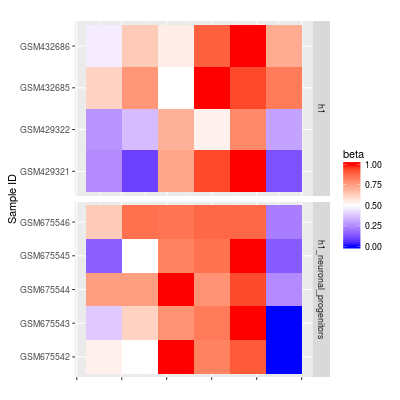 GSM432686
GSM432685
GSM429322
GSM429321
h1
GSM675546
GSM675545
GSM675544
GSM675543
GSM675542
h1_neuronal_progenitors
Sample ID
beta
1.00
0.75
0.50
0.25
0.00